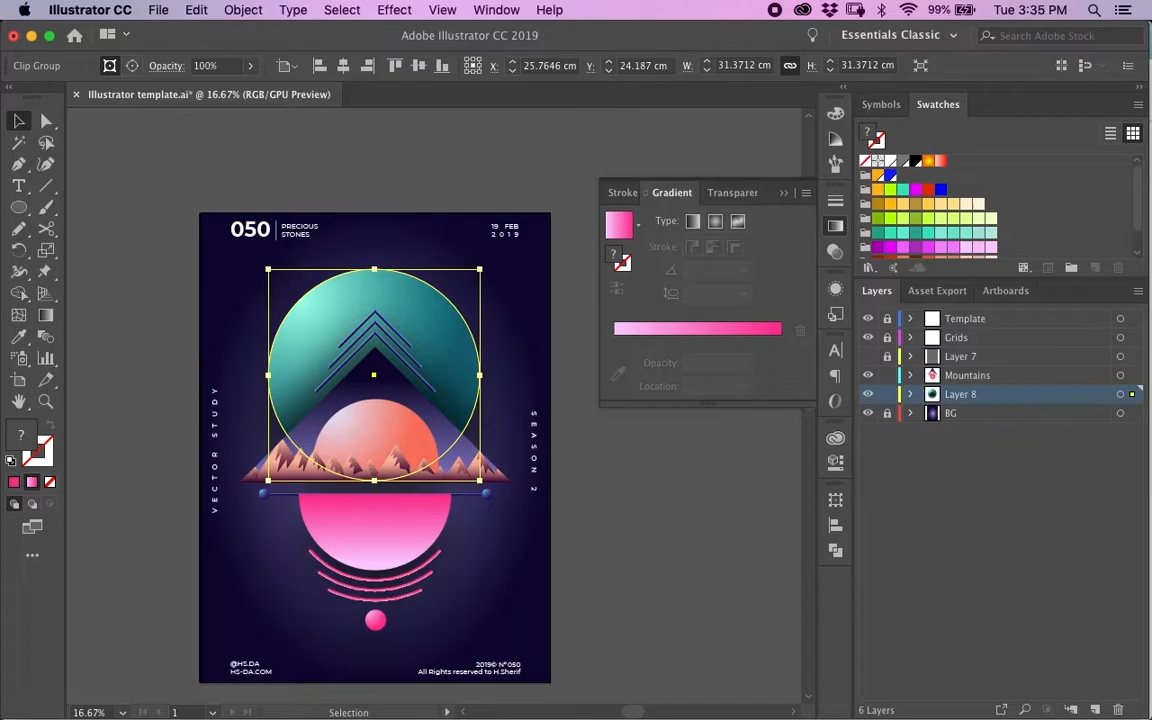 Illustrator CC File Edit Object Type Select Effect View Window Help 99% Tue 3:35 PM
Adobe Illustrator CC 2019 Essentials Classic Search Adobe Stock
Clip Group Opacity: 100% X: 25.7646 cm Y: 24.187 cm W: 31.3712 cm H: 31.3712 cm
Illustrator template.ai* @ 16.67% (RGB/GPU Preview)
Symbols Swatches
Stroke Gradient Transparer
Type:
Stroke:
Opacity:
Location:
050 PRECIOUS
STONES
19 FEB
2019
VECTOR STUDY
SEASON 2
@HS.DA
HS-DA.COM
2019© Nº050
All Rights reserved to H.Sherif
Layers Asset Export Artboards
Template
Grids
Layer 7
Mountains
Layer 8
BG
6 Layers
16.67% 1 Selection